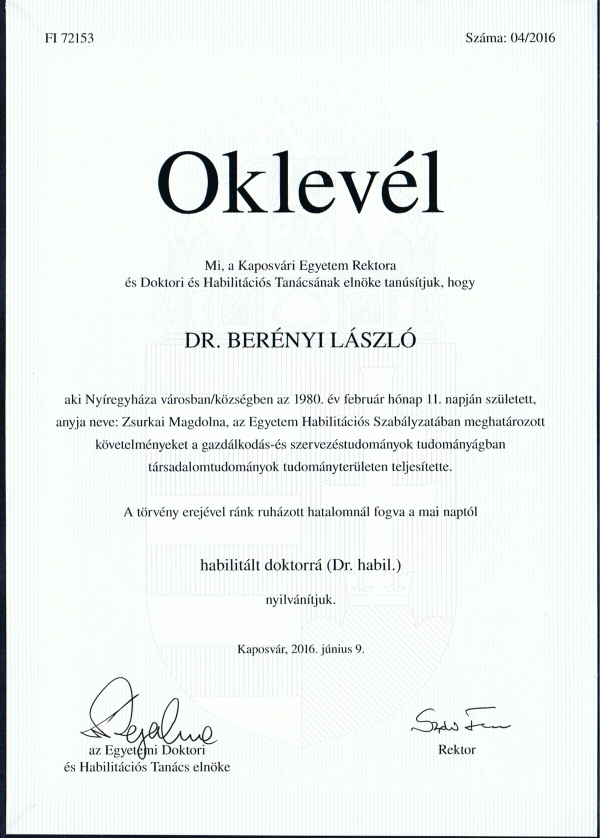 FI 72153
Száma: 04/2016
Oklevél
Mi, a Kaposvári Egyetem Rektora
és Doktori és Habilitációs Tanácsának elnöke tanúsítjuk, hogy
DR. BERÉNYI LÁSZLÓ
aki Nyíregyháza városban/községben az 1980. év február hónap 11. napján született,
anyja neve: Zsurkai Magdolna, az Egyetem Habilitációs Szabályzatában meghatározott
követelményeket a gazdálkodás-és szervezéstudományok tudományágban
társadalomtudományok tudományterületen teljesítette.
A törvény erejével ránk ruházott hatalomnál fogva a mai naptól
habilitált doktorrá (Dr. habil.)
nyilvánítjuk.
Kaposvár, 2016. június 9.
az Egyetemi Doktori
és Habilitációs Tanács elnöke
Rektor